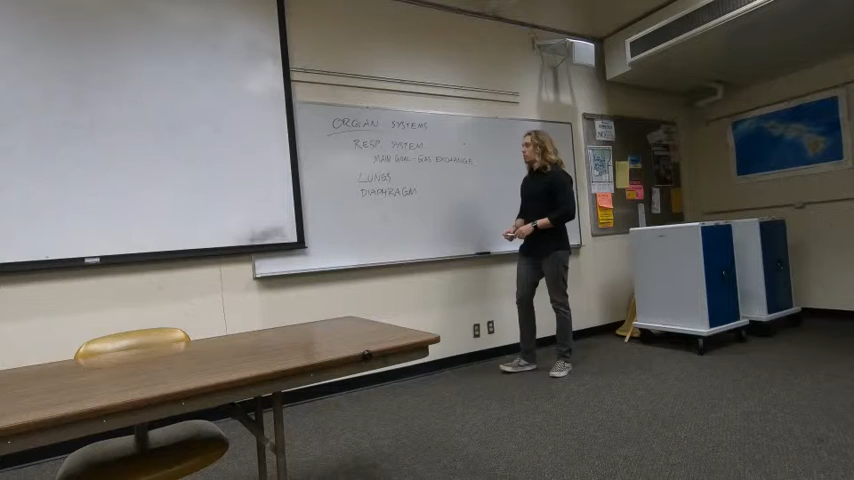 ORGAN SYSTEMS
RESP. SYSTEM
MAIN GOAL - GAS EXCHANGE
LUNGS
DIAPHRAGM